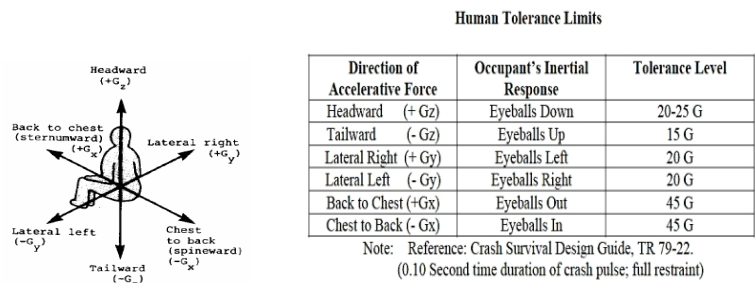 Human Tolerance Limits
Headward
(+Gz)
Back to chest
(sternumward)
(+Gx)
Lateral right
(+Gy)
Lateral left
(-Gy)
Chest
to back
(spineward)
(-Gx)
Tailward
(-G
Direction of Accelerative Force Occupant's Inertial Response Tolerance Level
Headward (+ Gz) Eyeballs Down 20-25 G
Tailward (- Gz) Eyeballs Up 15 G
Lateral Right (+ Gy) Eyeballs Left 20 G
Lateral Left (- Gy) Eyeballs Right 20 G
Back to Chest (+Gx) Eyeballs Out 45 G
Chest to Back (- Gx) Eyeballs In 45 G
Note: Reference: Crash Survival Design Guide, TR 79-22.
(0.10 Second time duration of crash pulse; full restraint)